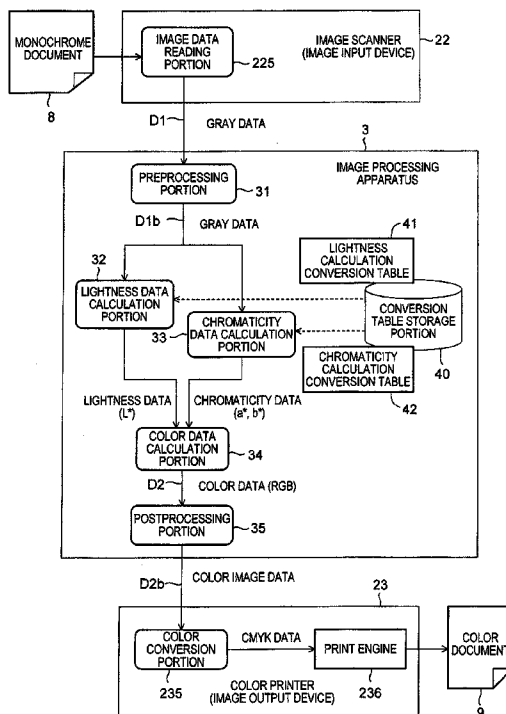 MONOCHROME
DOCUMENT
8
IMAGE DATA
READING
PORTION
225
IMAGE SCANNER
(IMAGE INPUT DEVICE)
22
D1
GRAY DATA
3
IMAGE PROCESSING
APPARATUS
PREPROCESSING
PORTION
31
D1b
GRAY DATA
41
LIGHTNESS
CALCULATION
CONVERSION TABLE
32
LIGHTNESS DATA
CALCULATION
PORTION
33
CHROMATICITY
DATA CALCULATION
PORTION
CONVERSION
TABLE STORAGE
PORTION
40
CHROMATICITY
CALCULATION
CONVERSION TABLE
42
LIGHTNESS DATA
(L*)
CHROMATICITY DATA
(a*, b*)
COLOR DATA
CALCULATION
PORTION
34
D2
COLOR DATA (RGB)
POSTPROCESSING
PORTION
35
D2b
COLOR IMAGE DATA
23
COLOR
CONVERSION
PORTION
235
CMYK DATA
PRINT ENGINE
236
COLOR PRINTER
(IMAGE OUTPUT DEVICE)
COLOR
DOCUMENT
9